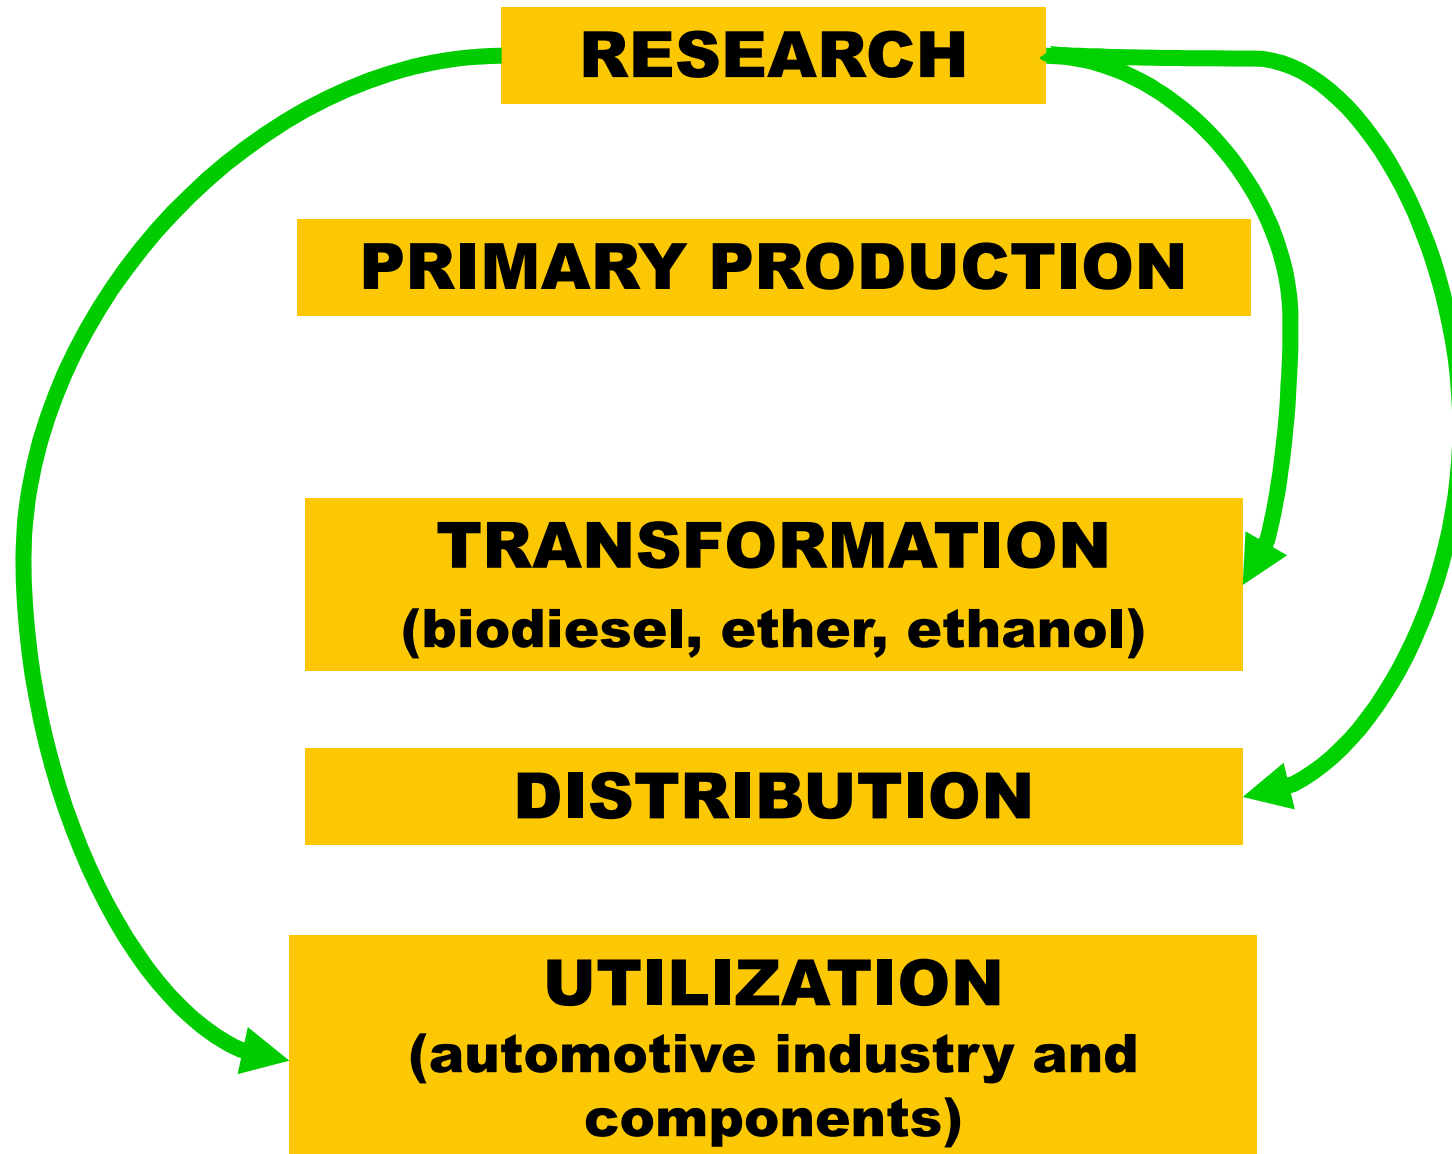 RESEARCH
PRIMARY PRODUCTION
TRANSFORMATION
(biodiesel, ether, ethanol)
DISTRIBUTION
UTILIZATION
(automotive industry and
components)